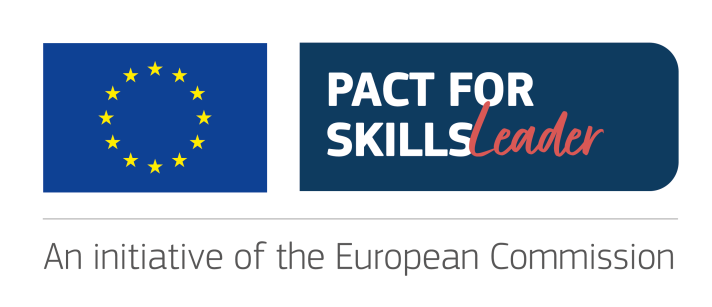 PACT FOR
SKILLS Leader
An initiative of the European Commission